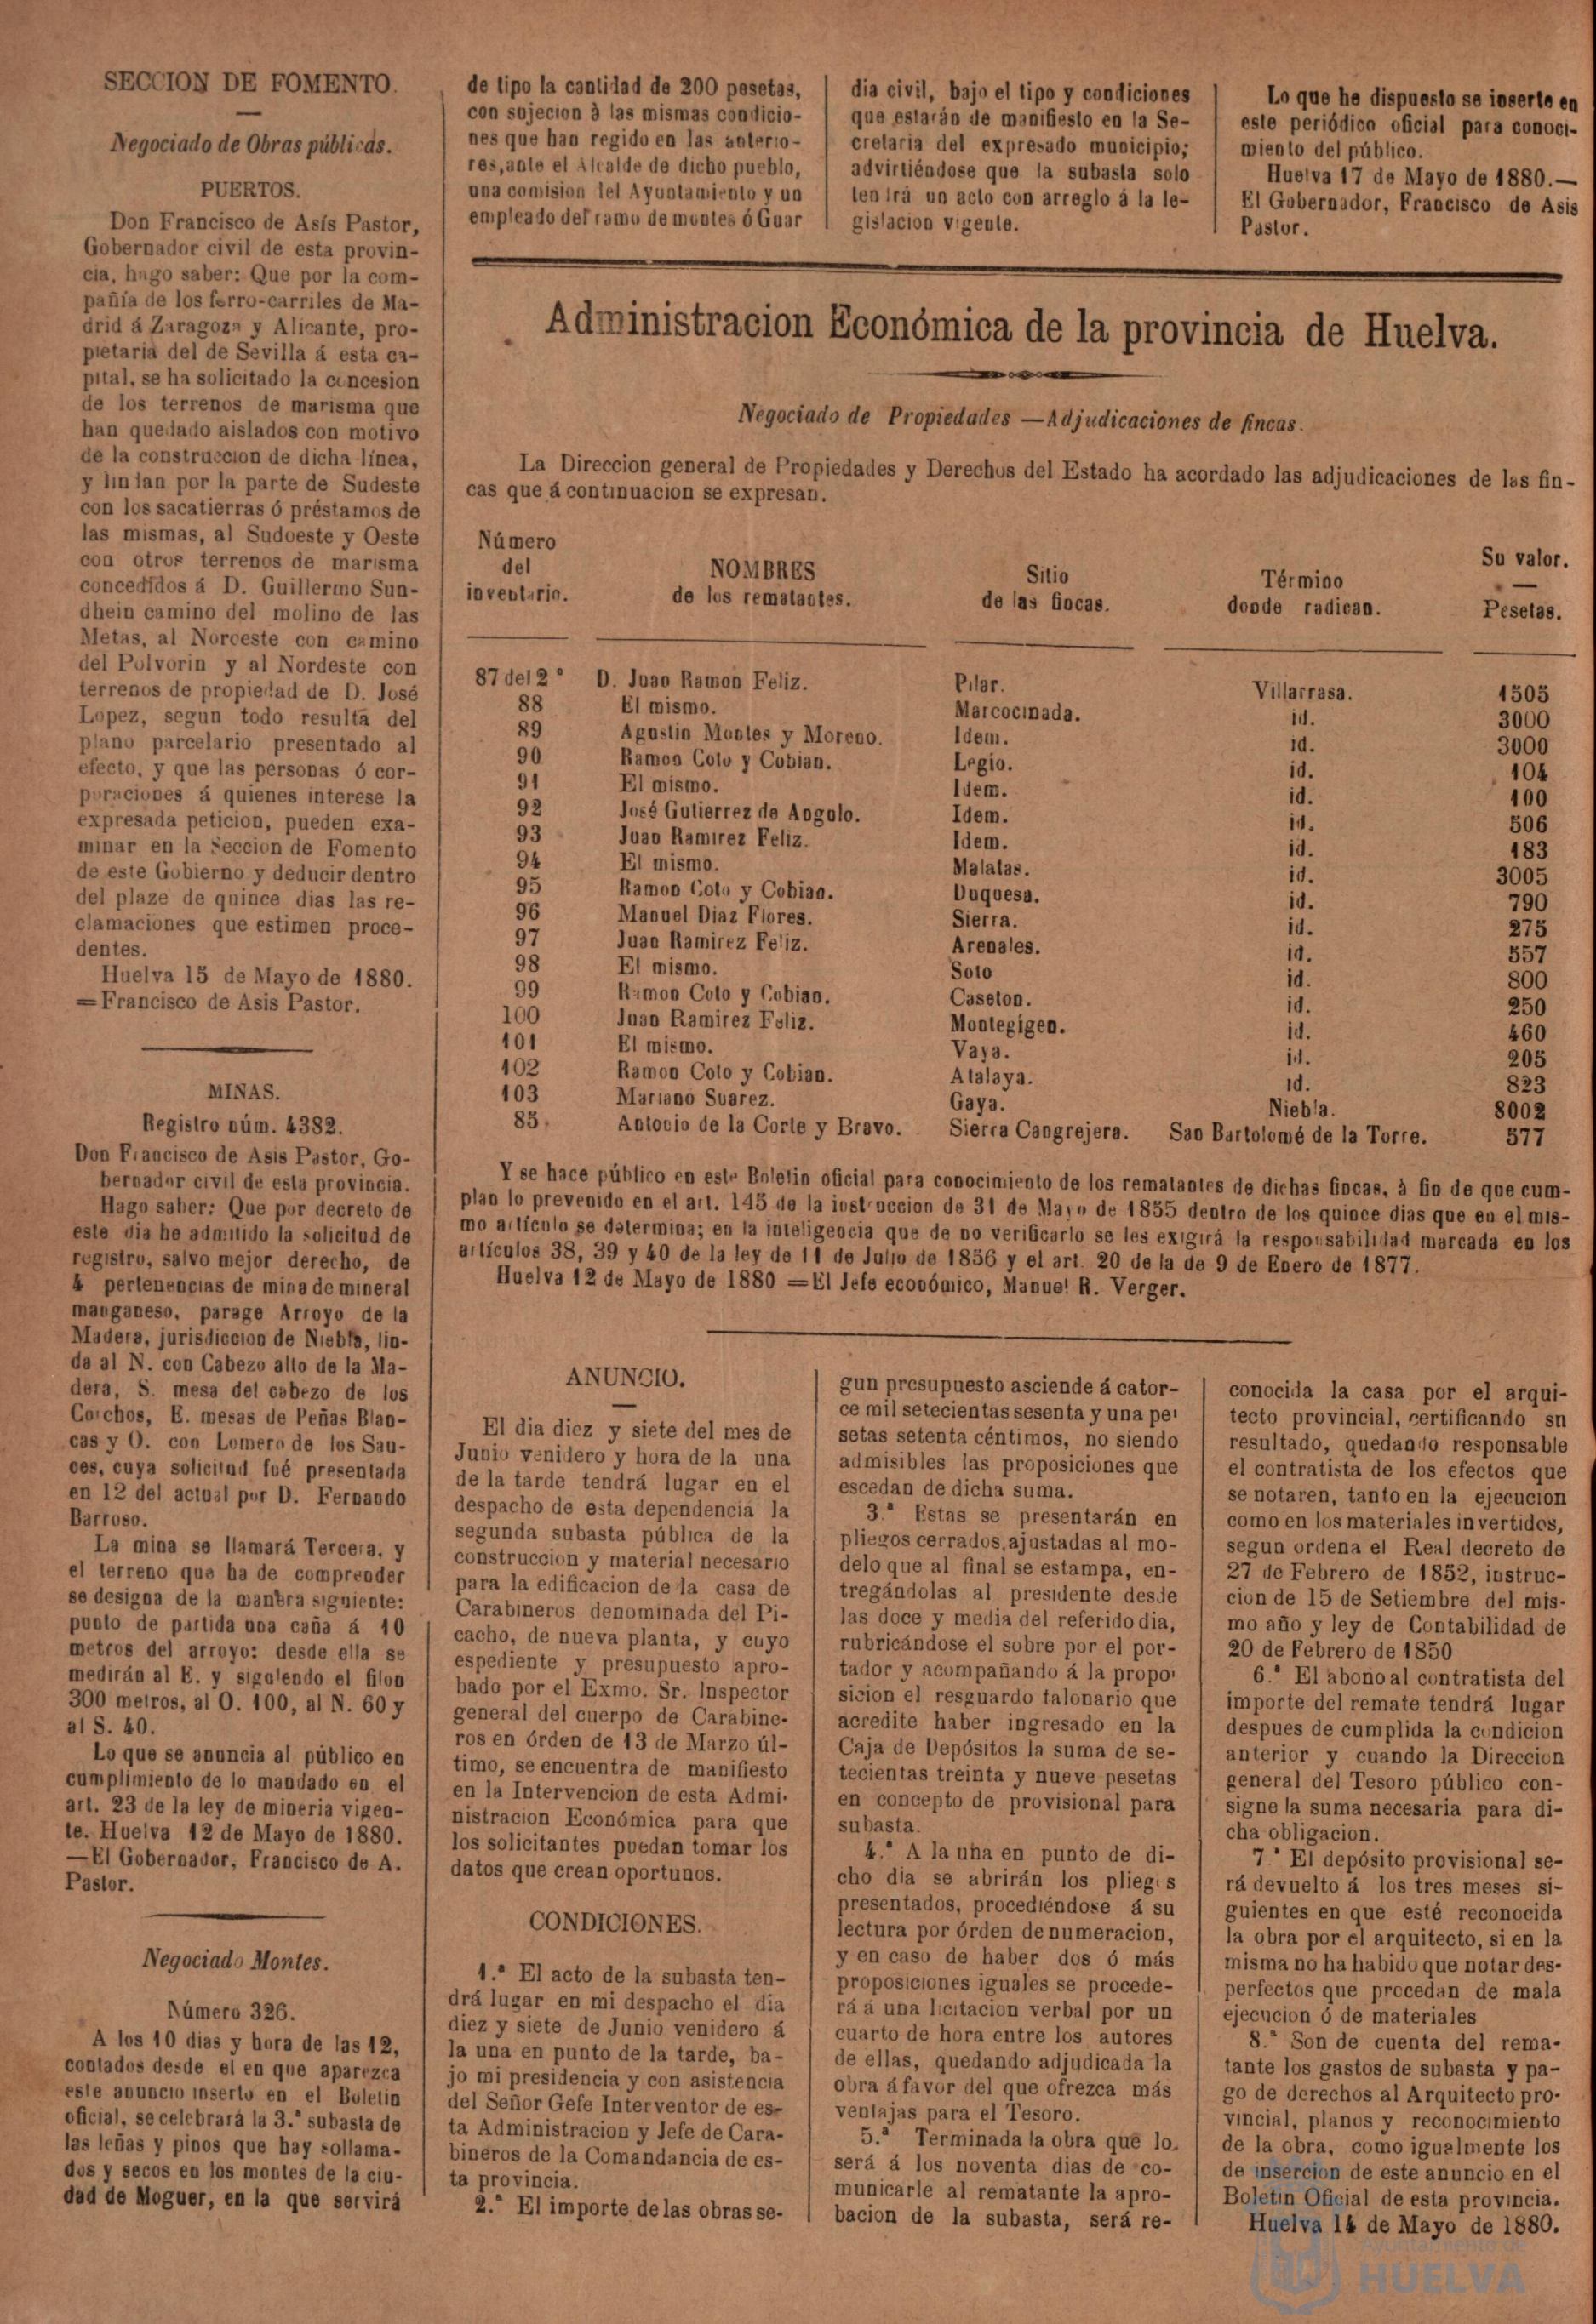 SECCION DE FOMENTO.
Negociado de Obras públicas.
PUERTOS.
Don Francisco de Asís Pastor,
Gobernador civil de esta provin-
cia, hago saber: Que por la com-
pañía de los ferro-carriles de Ma-
drid á Zaragoza y Alicante, pro-
pietaria del de Sevilla á esta ca-
pital, se ha solicitado la concesion
de los terrenos de marisma que
han quedado aislados con motivo
de la construccion de dicha línea,
y lindan por la parte de Sudeste
con los sacatierras ó préstamos de
las mismas, al Sudoeste y Oeste
con otros terrenos de marisma
concedidos á D. Guillermo Sun-
dhein camino del molino de las
Metas, al Noroeste con camino
del Polvorin y al Nordeste con
terrenos de propiedad de D. José
Lopez, segun todo resulta del
plano parcelario presentado al
efecto, y que las personas ó cor-
poraciones á quienes interese la
expresada peticion, pueden exa-
minar en la Seccion de Fomento
de este Gobierno y deducir dentro
del plaze de quince dias las re-
clamaciones que estimen proce-
dentes.
Huelva 15 de Mayo de 1880.
=Francisco de Asis Pastor.
MINAS.
Registro núm. 4382.
Don Francisco de Asis Pastor, Go-
bernador civil de esta provincia.
Hago saber: Que por decreto de
este dia he admitido la solicitud de
registro, salvo mejor derecho, de
4 pertenencias de mina de mineral
manganeso, parage Arroyo de la
Madera, jurisdiccion de Niebla, lin-
da al N. con Cabezo alto de la Ma-
dera, S. mesa del cabezo de los
Corchos, E. mesas de Peñas Blan-
cas y O. con Lomero de los Sau-
ces, cuya solicitud fué presentada
en 12 del actual por D. Fernando
Barroso.
La mina se llamará Tercera, y
el terreno que ha de comprender
se designa de la manera siguiente:
punto de partida una caña á 10
metros del arroyo: desde ella se
medirán al E. y siguiendo el filon
300 metros, al O. 100, al N. 60 y
al S. 40.
Lo que se anuncia al público en
cumplimiento de lo mandado en el
art. 23 de la ley de mineria vigen-
te. Huelva 12 de Mayo de 1880.
—El Gobernador, Francisco de A.
Pastor.
Negociado Montes.
Número 326.
A los 10 dias y hora de las 12,
contados desde el en que aparezca
este anuncio inserto en el Boletin
oficial, se celebrará la 3.ª subasta de
las leñas y pinos que hay sollama-
dos y secos en los montes de la ciu-
dad de Moguer, en la que servirá
de tipo la cantidad de 200 pesetas,
con sujecion à las mismas condicio-
nes que han regido en las anterio-
res, ante el Alcalde de dicho pueblo,
una comision del Ayuntamiento y un
empleado del ramo de montes ó Guar
dia civil, bajo el tipo y condiciones
que estarán de manifiesto en la Se-
cretaria del expresado municipio;
advirtiéndose que la subasta solo
tendrá un acto con arreglo á la le-
gislacion vigente.
Lo que he dispuesto se inserte en
este periódico oficial para conoci-
miento del público.
Huelva 17 de Mayo de 1880.—
El Gobernador, Francisco de Asis
Pastor.
Administracion Económica de la provincia de Huelva.
Negociado de Propiedades —Adjudicaciones de fincas.
La Direccion general de Propiedades y Derechos del Estado ha acordado las adjudicaciones de las fin-
cas que á continuacion se expresan.
Número del inventario. NOMBRES de los rematantes. Sitio de las fincas. Término donde radican. Su valor. — Pesetas.
87 del 2º D. Juan Ramon Feliz. Pilar. Villarrasa. 1505
88 El mismo. Marcocinada. id. 3000
89 Agustin Montes y Moreno. Idem. id. 3000
90 Ramon Coto y Cobian. Legio. id. 104
91 El mismo. Idem. id. 100
92 José Gutierrez de Angulo. Idem. id. 506
93 Juan Ramirez Feliz. Idem. id. 183
94 El mismo. Malatas. id. 3005
95 Ramon Coto y Cobian. Duquesa. id. 790
96 Manuel Diaz Flores. Sierra. id. 275
97 Juan Ramirez Feliz. Arenales. id. 557
98 El mismo. Soto id. 800
99 Ramon Coto y Cobian. Caseton. id. 250
100 Juan Ramirez Feliz. Montegigen. id. 460
101 El mismo. Vaya. id. 205
102 Ramon Coto y Cobian. Atalaya. id. 823
103 Mariano Suarez. Gaya. Niebla. 8002
85. Antonio de la Corte y Bravo. Sierra Cangrejera. San Bartolomé de la Torre. 577
Y se hace público en este Boletin oficial para conocimiento de los rematantes de dichas fincas, à fin de que cum-
plan lo prevenido en el art. 145 de la instruccion de 31 de Mayo de 1855 dentro de los quince dias que en el mis-
mo artículo se determina; en la inteligencia que de no verificarlo se les exigirá la responsabilidad marcada en los
artículos 38, 39 y 40 de la ley de 11 de Julio de 1856 y el art. 20 de la de 9 de Enero de 1877.
Huelva 12 de Mayo de 1880 =El Jefe económico, Manuel R. Verger.
ANUNCIO.
El dia diez y siete del mes de
Junio venidero y hora de la una
de la tarde tendrá lugar en el
despacho de esta dependencia la
segunda subasta pública de la
construccion y material necesario
para la edificacion de la casa de
Carabineros denominada del Pi-
cacho, de nueva planta, y cuyo
espediente y presupuesto apro-
bado por el Exmo. Sr. Inspector
general del cuerpo de Carabine-
ros en órden de 13 de Marzo úl-
timo, se encuentra de manifiesto
en la Intervencion de esta Admi-
nistracion Económica para que
los solicitantes puedan tomar los
datos que crean oportunos.
CONDICIONES.
1.ª El acto de la subasta ten-
drá lugar en mi despacho el dia
diez y siete de Junio venidero á
la una en punto de la tarde, ba-
jo mi presidencia y con asistencia
del Señor Gefe Interventor de es-
ta Administracion y Jefe de Cara-
bineros de la Comandancia de es-
ta provincia.
2.ª El importe de las obras se-
gun presupuesto asciende á cator-
ce mil setecientas sesenta y una pe-
setas setenta céntimos, no siendo
admisibles las proposiciones que
escedan de dicha suma.
3.ª Estas se presentarán en
pliegos cerrados, ajustadas al mo-
delo que al final se estampa, en-
tregándolas al presidente desde
las doce y media del referido dia,
rubricándose el sobre por el por-
tador y acompañando á la propo-
sicion el resguardo talonario que
acredite haber ingresado en la
Caja de Depósitos la suma de se-
tecientas treinta y nueve pesetas
en concepto de provisional para
subasta.
4.ª A la una en punto de di-
cho dia se abrirán los pliegos
presentados, procediéndose á su
lectura por órden de numeracion,
y en caso de haber dos ó más
proposiciones iguales se procede-
rá á una licitacion verbal por un
cuarto de hora entre los autores
de ellas, quedando adjudicada la
obra á favor del que ofrezca más
ventajas para el Tesoro.
5.ª Terminada la obra que lo
será á los noventa dias de co-
municarle al rematante la apro-
bacion de la subasta, será re-
conocida la casa por el arqui-
tecto provincial, certificando su
resultado, quedando responsable
el contratista de los efectos que
se notaren, tanto en la ejecucion
como en los materiales invertidos,
segun ordena el Real decreto de
27 de Febrero de 1852, instruc-
cion de 15 de Setiembre del mis-
mo año y ley de Contabilidad de
20 de Febrero de 1850
6.ª El abono al contratista del
importe del remate tendrá lugar
despues de cumplida la condicion
anterior y cuando la Direccion
general del Tesoro público con-
signe la suma necesaria para di-
cha obligacion.
7.ª El depósito provisional se-
rá devuelto á los tres meses si-
guientes en que esté reconocida
la obra por el arquitecto, si en la
misma no ha habido que notar des-
perfectos que procedan de mala
ejecucion ó de materiales
8.ª Son de cuenta del rema-
tante los gastos de subasta y pa-
go de derechos al Arquitecto pro-
vincial, planos y reconocimiento
de la obra, como igualmente los
de insercion de este anuncio en el
Boletin Oficial de esta provincia.
Huelva 14 de Mayo de 1880.
Ayuntamiento de
HUELVA